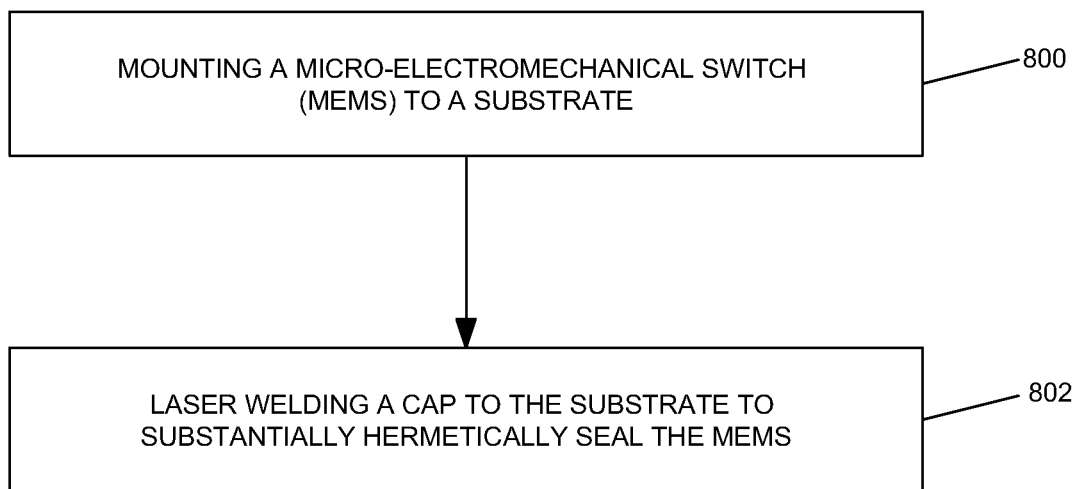 MOUNTING A MICRO-ELECTROMECHANICAL SWITCH
(MEMS) TO A SUBSTRATE
800
LASER WELDING A CAP TO THE SUBSTRATE TO
SUBSTANTIALLY HERMETICALLY SEAL THE MEMS
802